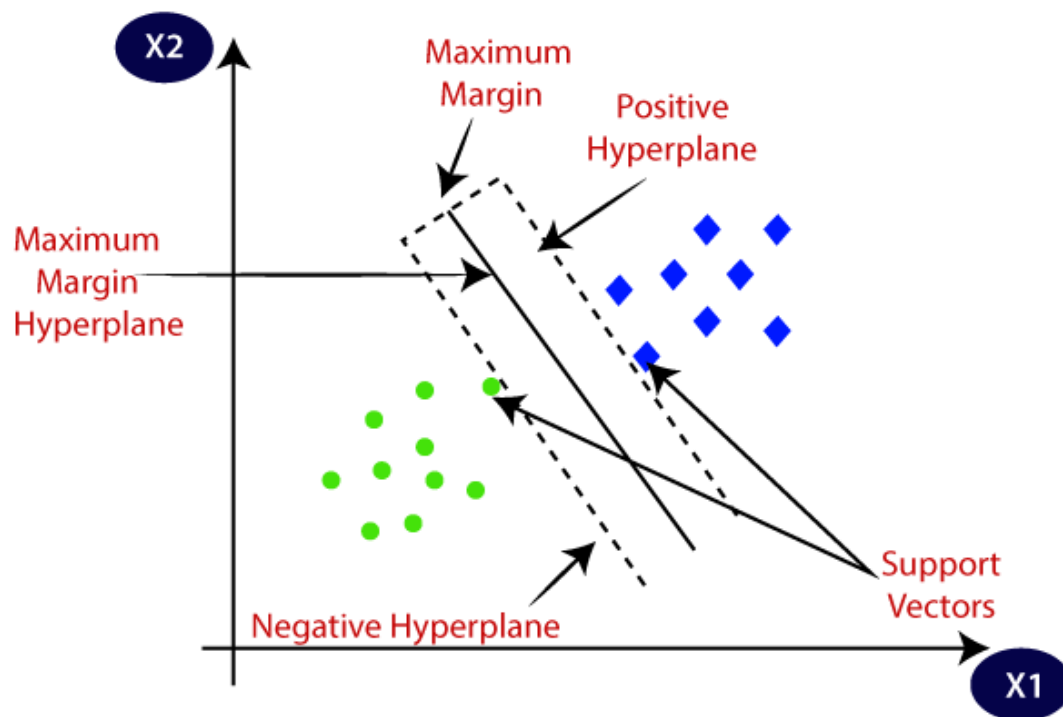 X2
Maximum
Margin
Positive
Hyperplane
Maximum
Margin
Hyperplane
Support
Vectors
Negative Hyperplane
X1